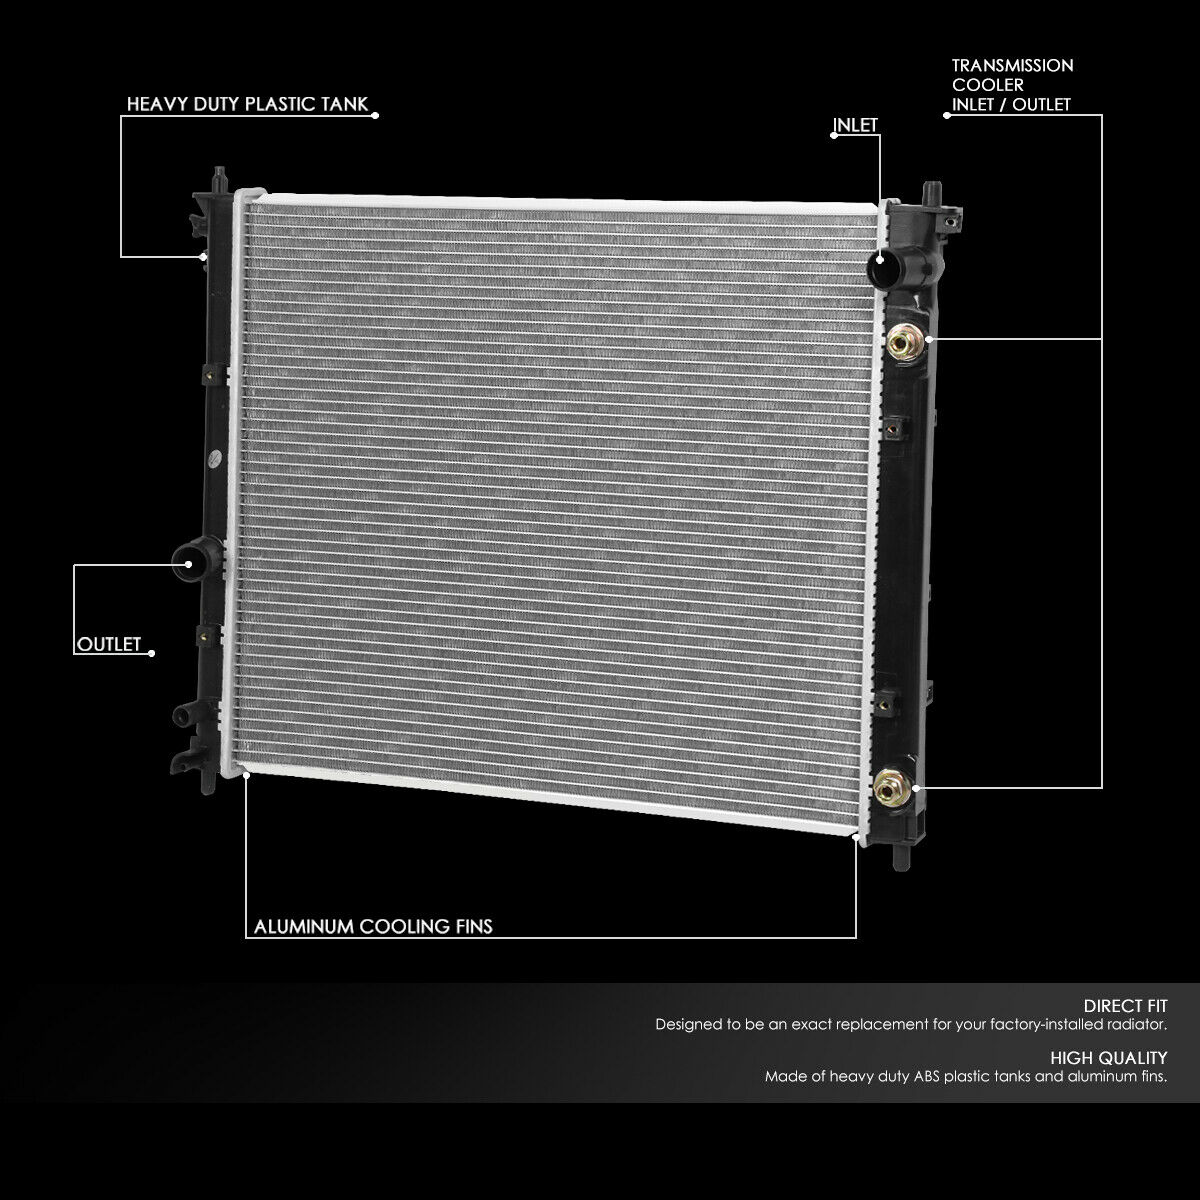 TRANSMISSION
COOLER
INLET / OUTLET
HEAVY DUTY PLASTIC TANK
INLET
OUTLET
ALUMINUM COOLING FINS
DIRECT FIT
Designed to be an exact replacement for your factory-installed radiator.
HIGH QUALITY
Made of heavy duty ABS plastic tanks and aluminum fins.